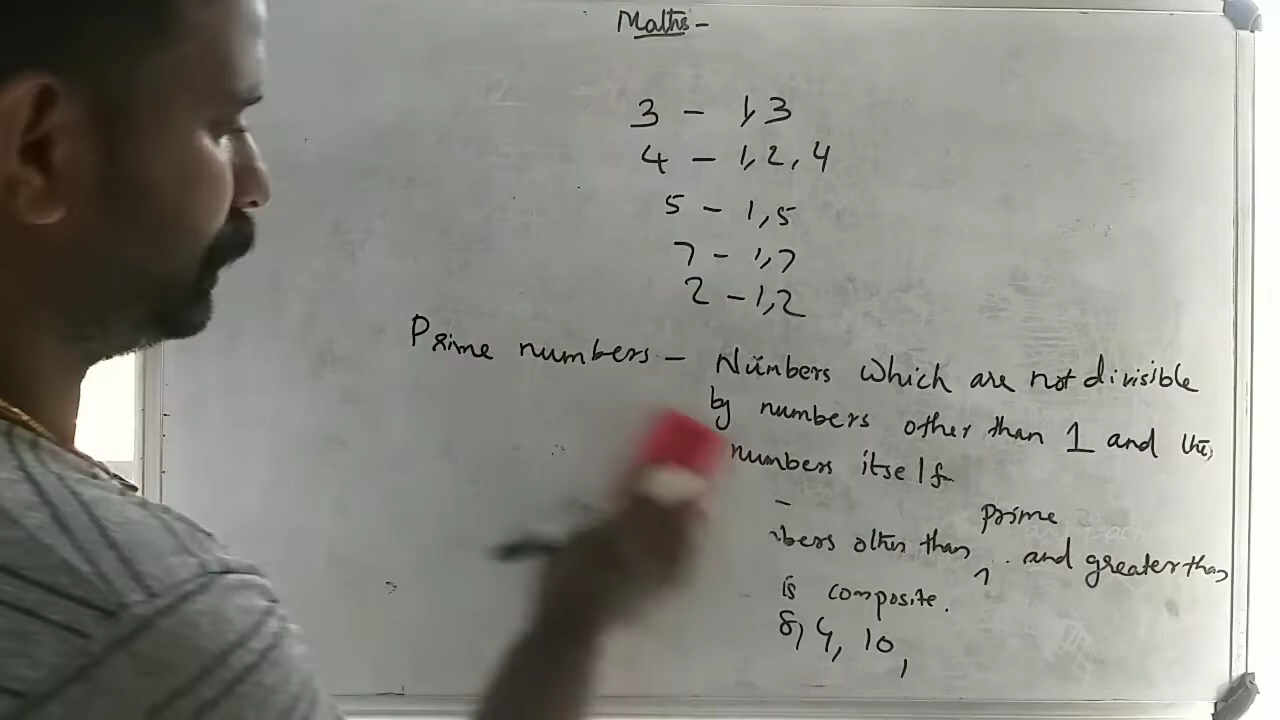 Maths -
3 - 1,3
4 - 1,2,4
5 - 1,5
7 - 1,7
2 - 1,2
Prime numbers - Numbers which are not divisible
by numbers other than 1 and the
numbers itself
-
prime
bers other than ^ and greater than
is composite.
8, 4, 10,